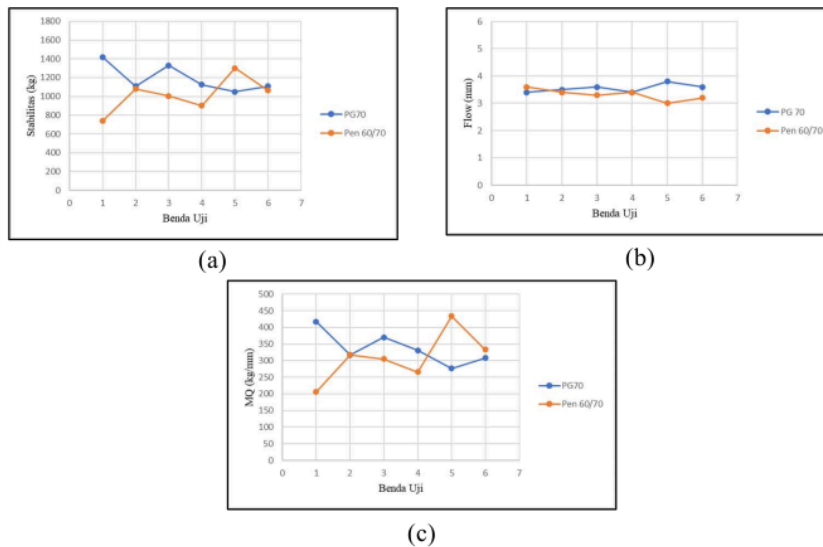 1800
1600
1400
1200
1000
800
600
400
200
0
Stabilitas (kg)
0 1 2 3 4 5 6 7
Benda Uji
PG70
Pen 60/70
(a)
6
5
4
3
2
1
0
Flow (mm)
0 1 2 3 4 5 6 7
Benda Uji
PG 70
Pen 60/70
(b)
500
450
400
350
300
250
200
150
100
50
0
MQ (kg/mm)
0 1 2 3 4 5 6 7
Benda Uji
PG70
Pen 60/70
(c)